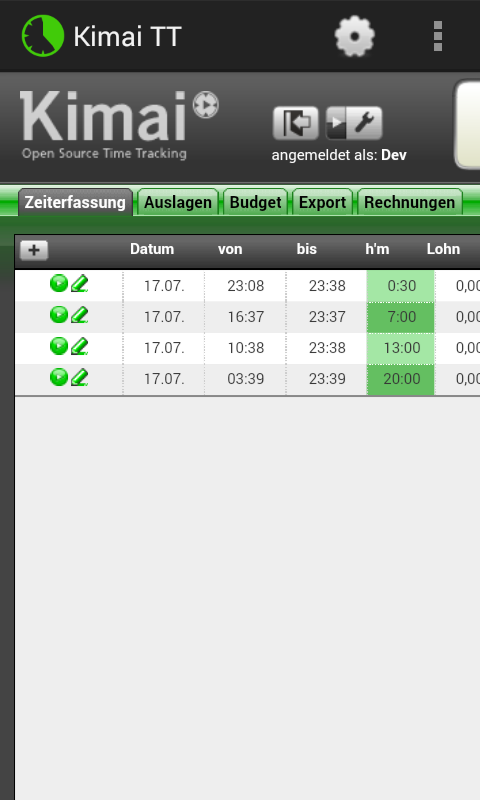 Kimai TT
Kimai
Open Source Time Tracking
angemeldet als: Dev
Zeiterfassung Auslagen Budget Export Rechnungen
+ Datum von bis h'm Lohn
17.07. 23:08 23:38 0:30 0,00
17.07. 16:37 23:37 7:00 0,00
17.07. 10:38 23:38 13:00 0,00
17.07. 03:39 23:39 20:00 0,00